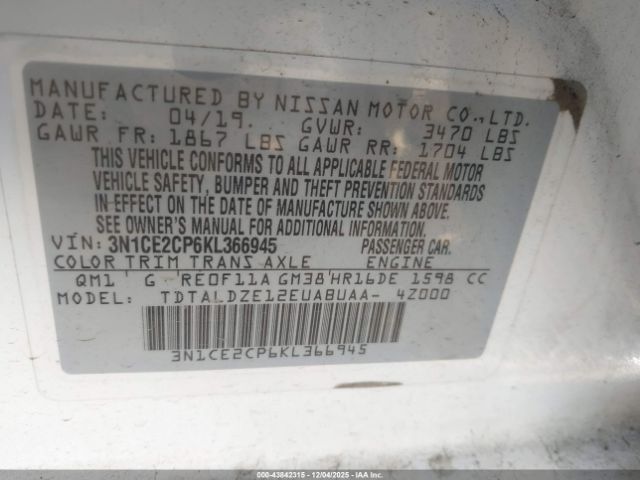 MANUFACTURED BY NISSAN MOTOR CO.,LTD.
DATE: 04/19. GVWR: 3470 LBS
GAWR FR: 1867 LBS GAWR RR: 1704 LBS
THIS VEHICLE CONFORMS TO ALL APPLICABLE FEDERAL MOTOR
VEHICLE SAFETY, BUMPER AND THEFT PREVENTION STANDARDS
IN EFFECT ON THE DATE OF MANUFACTURE SHOWN ABOVE.
SEE OWNER'S MANUAL FOR ADDITIONAL INFORMATION.
VIN: 3N1CE2CP6KL366945 PASSENGER CAR.
COLOR TRIM TRANS AXLE ENGINE
QM1 G RE0F11A GM38 HR16DE 1598 CC
MODEL: TDTALDZE12EUABUAA- 4Z000
3N1CE2CP6KL366945
000-43842315 - 12/04/2025 - © IAA Holdings, LLC